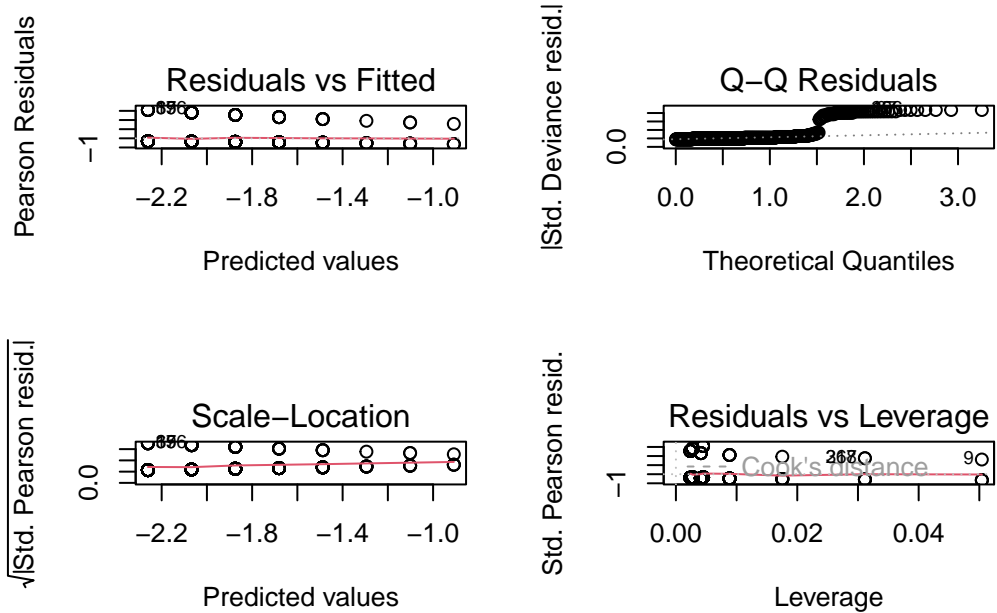 Residuals vs Fitted
Pearson Residuals
−1
−2.2 −1.8 −1.4 −1.0
Predicted values
Q−Q Residuals
|Std. Deviance resid.|
0.0
0.0 1.0 2.0 3.0
Theoretical Quantiles
Scale−Location
√|Std. Pearson resid.|
0.0
−2.2 −1.8 −1.4 −1.0
Predicted values
Residuals vs Leverage
Std. Pearson resid.
−1
9
Cook's distance
0.00 0.02 0.04
Leverage